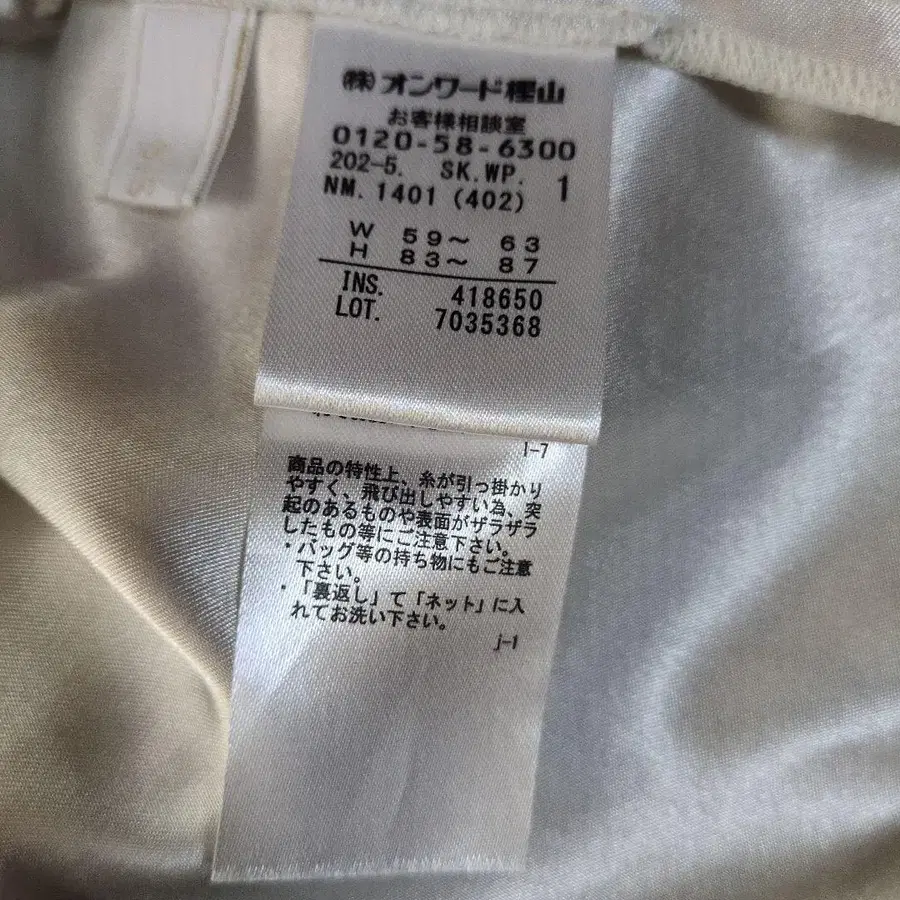 ㈱オンワード樫山
お客様相談室
0120-58-6300
202-5. SK.WP. 1
NM.1401(402)
W 59~ 63
H 83~ 87
INS. 418650
LOT. 7035368
I-7
商品の特性上、糸が引っ掛かり
やすく、飛び出しやすい為、突
起のあるものや表面がザラザラ
したもの等にご注意下さい。
・バッグ等の持ち物にもご注意
下さい。
・「裏返し」て「ネット」に入
れてお洗い下さい。
j-1